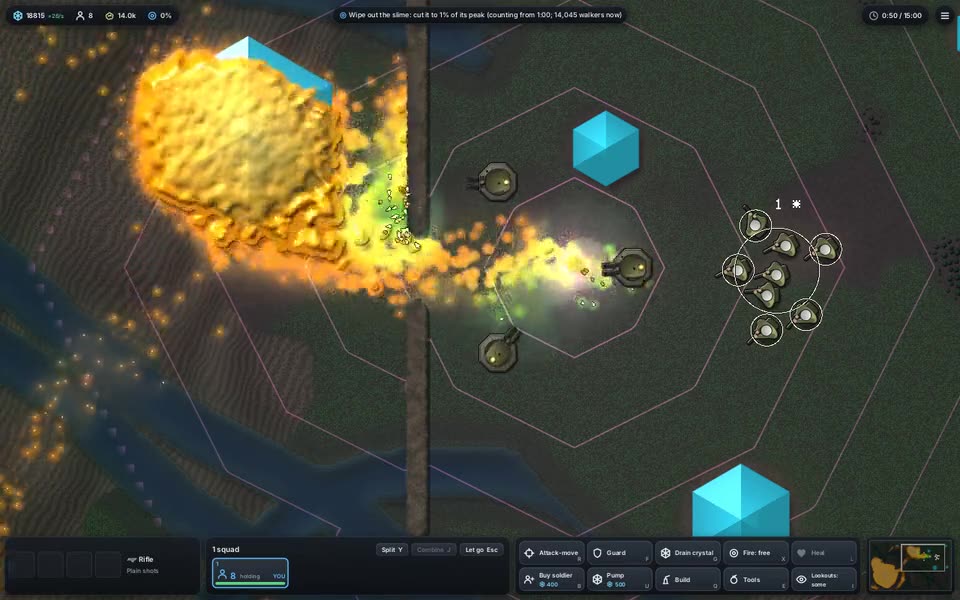 18815 +26/s 8 14.0k 0%
Wipe out the slime: cut it to 1% of its peak (counting from 1:00; 14,045 walkers now)
0:50 / 15:00
1
Rifle
Plain shots
1 squad
Split Y
Combine J
Let go Esc
1
8 holding YOU
Attack-move R
Guard F
Drain crystal G
Fire: free X
Heal L
Buy soldier 400 B
Pump 500 U
Build Q
Tools E
Lookouts: some I